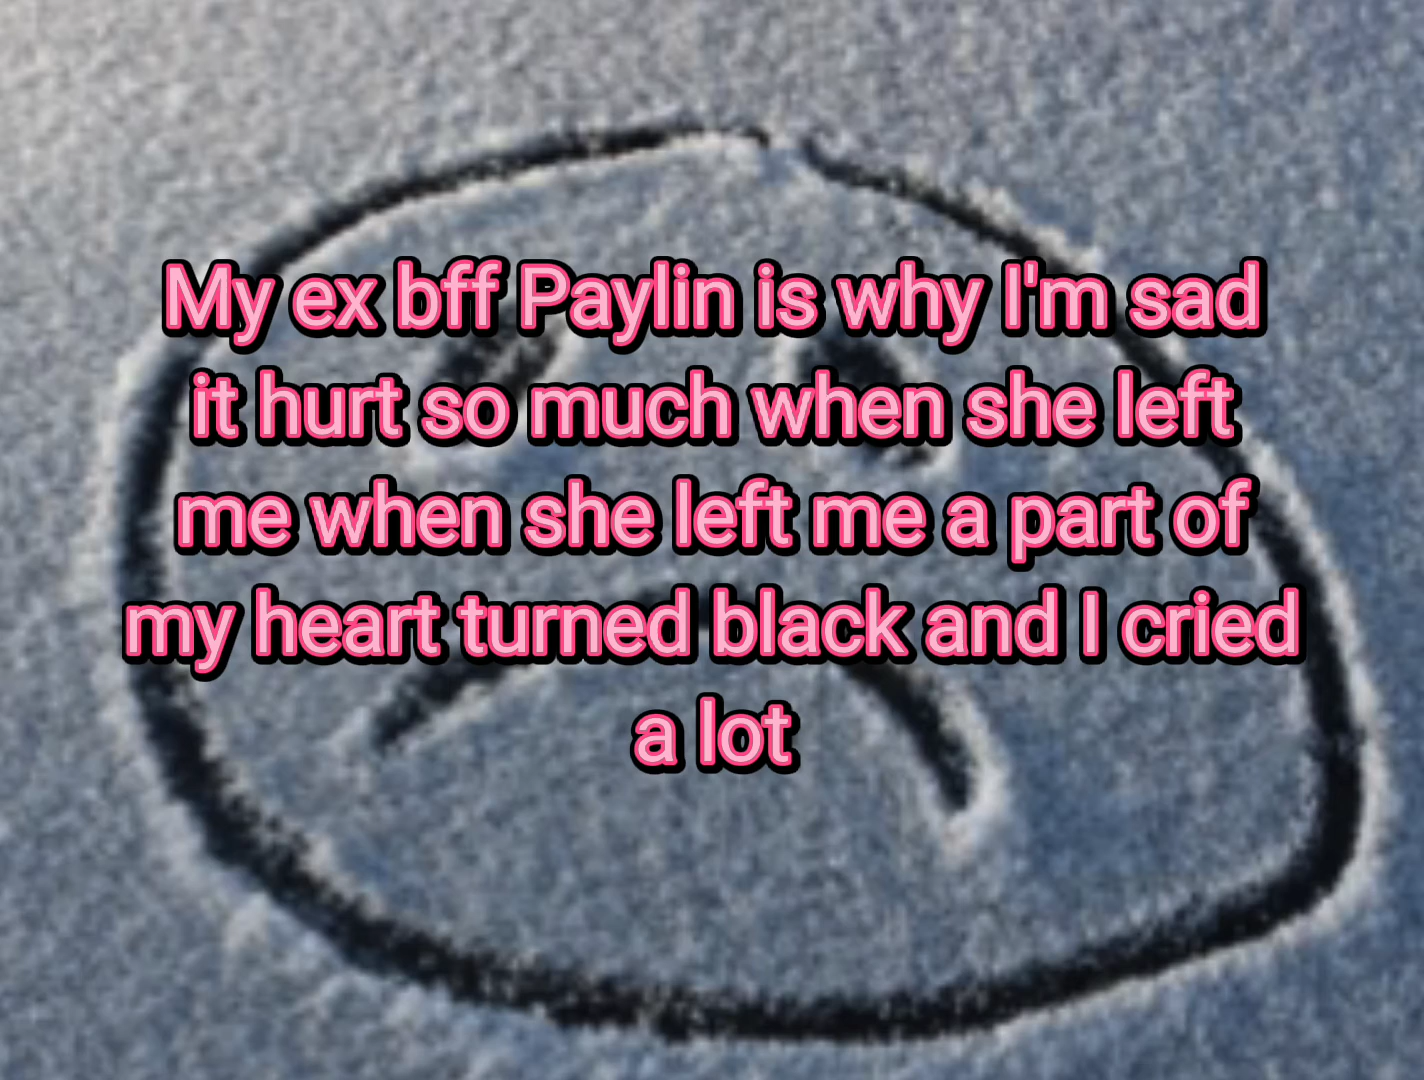 My ex bff Paylin is why I'm sad
it hurt so much when she left
me when she left me a part of
my heart turned black and I cried
a lot